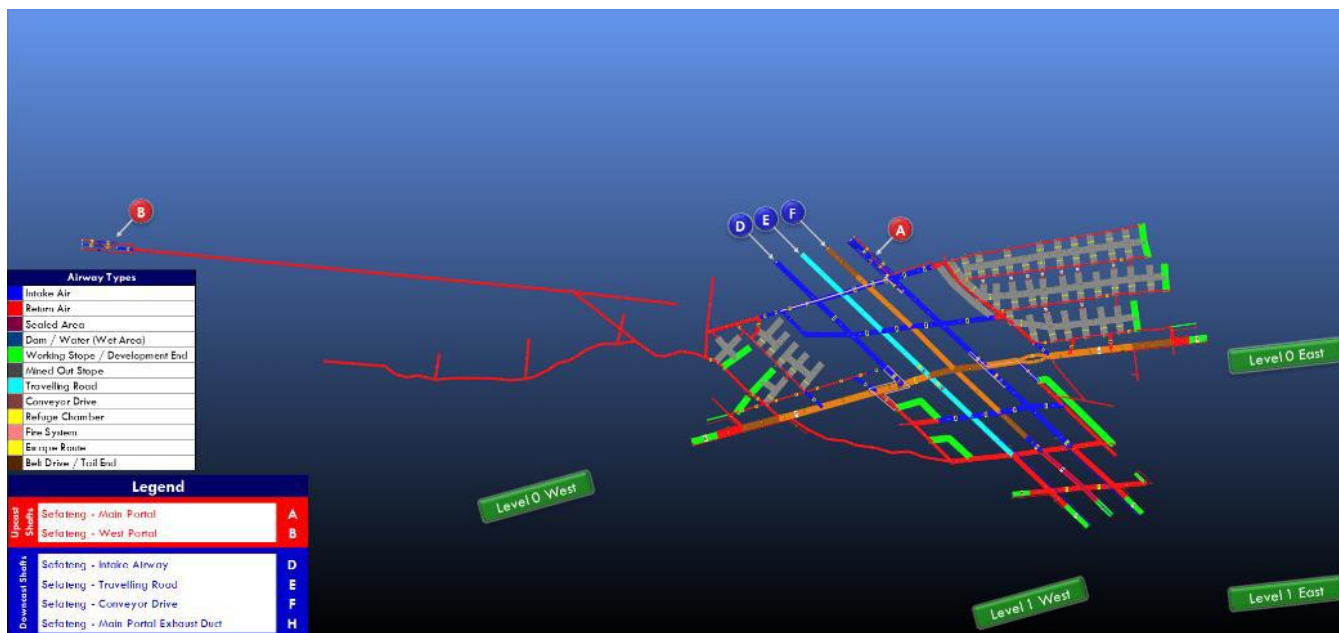 B
D
E
F
A
Airway Types
Intake Air
Return Air
Sealed Area
Dam / Water (Wet Area)
Working Stope / Development End
Mined Out Stope
Travelling Road
Conveyor Drive
Refuge Chamber
Fire System
Escape Route
Belt Drive / Tail End
Level 0 East
Level 0 West
Level 1 West
Level 1 East
Legend
Upcast Shafts
Sefateng - Main Portal A
Sefateng - West Portal B
Downcast Shafts
Sefateng - Intake Airway D
Sefateng - Travelling Road E
Sefateng - Conveyor Drive F
Sefateng - Main Portal Exhaust Duct H